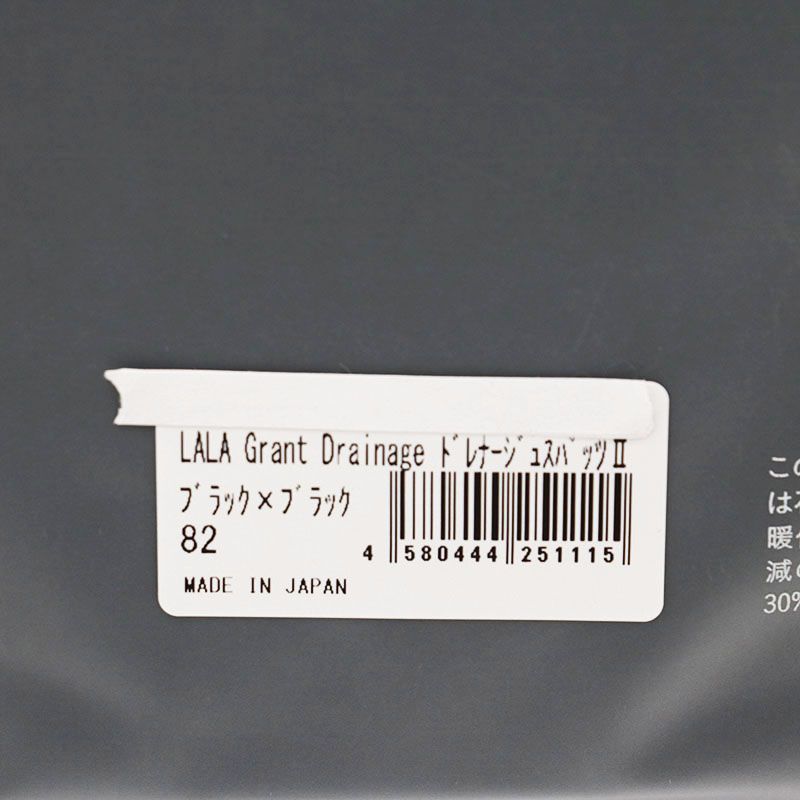 LALA Grant Drainage ﾄﾞﾚﾅｰｼﾞｭｽﾊﾟｯﾂⅡ
ﾌﾞﾗｯｸ×ﾌﾞﾗｯｸ
82
4 580444 251115
MADE IN JAPAN
この
は
暖
減
30%